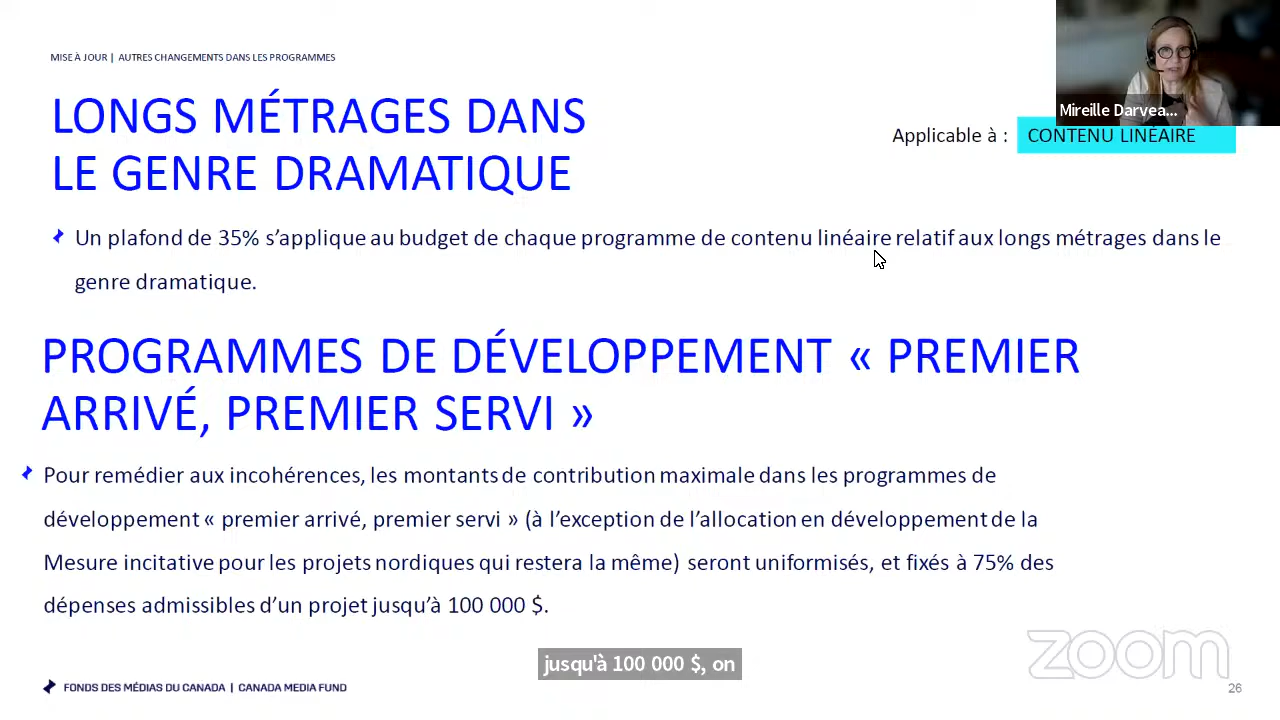 MISE À JOUR | AUTRES CHANGEMENTS DANS LES PROGRAMMES
LONGS MÉTRAGES DANS
LE GENRE DRAMATIQUE
Mireille Darvea...
Applicable à : CONTENU LINÉAIRE
Un plafond de 35% s’applique au budget de chaque programme de contenu linéaire relatif aux longs métrages dans le
genre dramatique.
PROGRAMMES DE DÉVELOPPEMENT « PREMIER
ARRIVÉ, PREMIER SERVI »
Pour remédier aux incohérences, les montants de contribution maximale dans les programmes de
développement « premier arrivé, premier servi » (à l’exception de l’allocation en développement de la
Mesure incitative pour les projets nordiques qui restera la même) seront uniformisés, et fixés à 75% des
dépenses admissibles d’un projet jusqu’à 100 000 $.
zoom
jusqu'à 100 000 $, on
FONDS DES MÉDIAS DU CANADA | CANADA MEDIA FUND
26